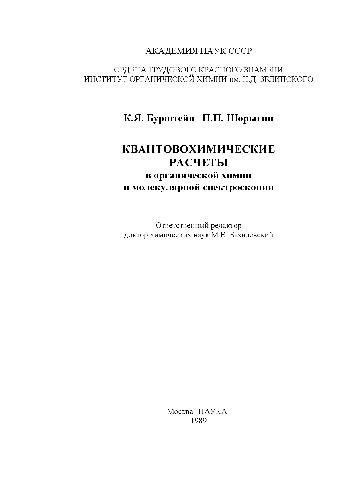 АКАДЕМИЯ НАУК СССР
ОРДЕНА ТРУДОВОГО КРАСНОГО ЗНАМЕНИ
ИНСТИТУТ ОРГАНИЧЕСКОЙ ХИМИИ им. Н.Д. ЗЕЛИНСКОГО
К.Я. Бурштейн П.П. Шорыгин
КВАНТОВОХИМИЧЕСКИЕ
РАСЧЕТЫ
в органической химии
и молекулярной спектроскопии
Ответственный редактор
доктор химических наук М.В.
Москва НАУКА
1989